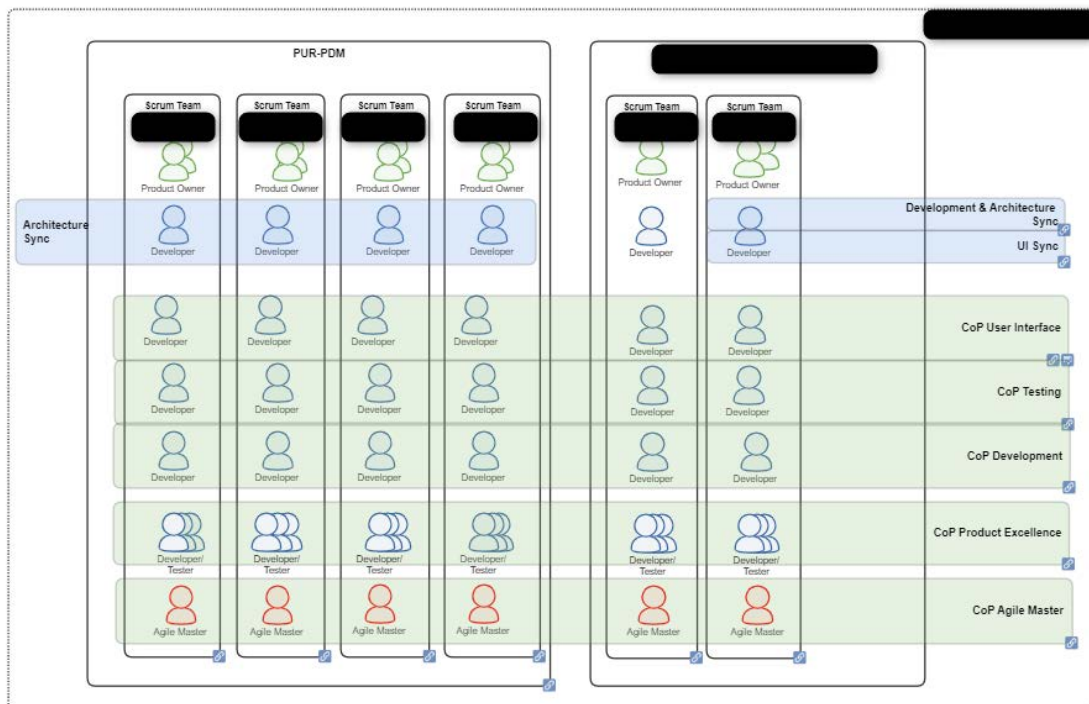 PUR-PDM
Scrum Team
Scrum Team
Scrum Team
Scrum Team
Scrum Team
Scrum Team
Product Owner
Product Owner
Product Owner
Product Owner
Product Owner
Product Owner
Architecture
Sync
Developer
Developer
Developer
Developer
Developer
Developer
Development & Architecture
Sync
UI Sync
Developer
Developer
Developer
Developer
Developer
Developer
CoP User Interface
Developer
Developer
Developer
Developer
Developer
Developer
CoP Testing
Developer
Developer
Developer
Developer
Developer
Developer
CoP Development
Developer/
Tester
Developer/
Tester
Developer/
Tester
Developer/
Tester
Developer/
Tester
Developer/
Tester
CoP Product Excellence
Agile Master
Agile Master
Agile Master
Agile Master
Agile Master
Agile Master
CoP Agile Master